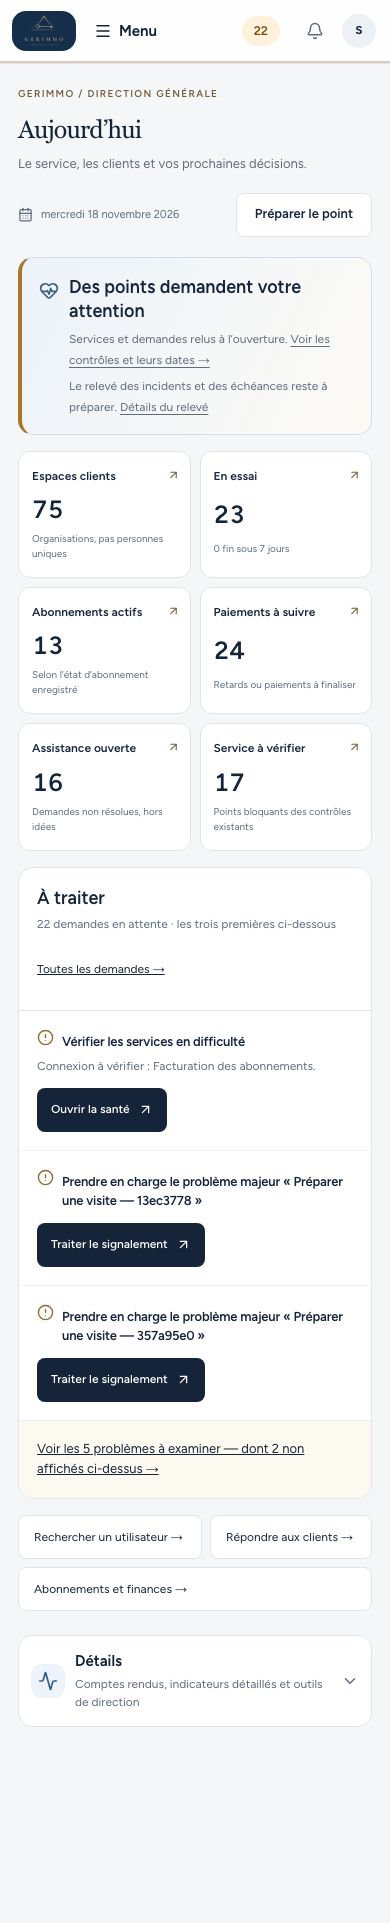 GERIMMO
Menu
22
S
GERIMMO / DIRECTION GÉNÉRALE
Aujourd’hui
Le service, les clients et vos prochaines décisions.
mercredi 18 novembre 2026
Préparer le point
Des points demandent votre
attention
Services et demandes relus à l’ouverture. Voir les
contrôles et leurs dates →
Le relevé des incidents et des échéances reste à
préparer. Détails du relevé
Espaces clients
75
Organisations, pas personnes
uniques
En essai
23
0 fin sous 7 jours
Abonnements actifs
13
Selon l’état d’abonnement
enregistré
Paiements à suivre
24
Retards ou paiements à finaliser
Assistance ouverte
16
Demandes non résolues, hors
idées
Service à vérifier
17
Points bloquants des contrôles
existants
À traiter
22 demandes en attente · les trois premières ci-dessous
Toutes les demandes →
Vérifier les services en difficulté
Connexion à vérifier : Facturation des abonnements.
Ouvrir la santé
Prendre en charge le problème majeur « Préparer
une visite — 13ec3778 »
Traiter le signalement
Prendre en charge le problème majeur « Préparer
une visite — 357a95e0 »
Traiter le signalement
Voir les 5 problèmes à examiner — dont 2 non
affichés ci-dessus →
Rechercher un utilisateur →
Répondre aux clients →
Abonnements et finances →
Détails
Comptes rendus, indicateurs détaillés et outils
de direction